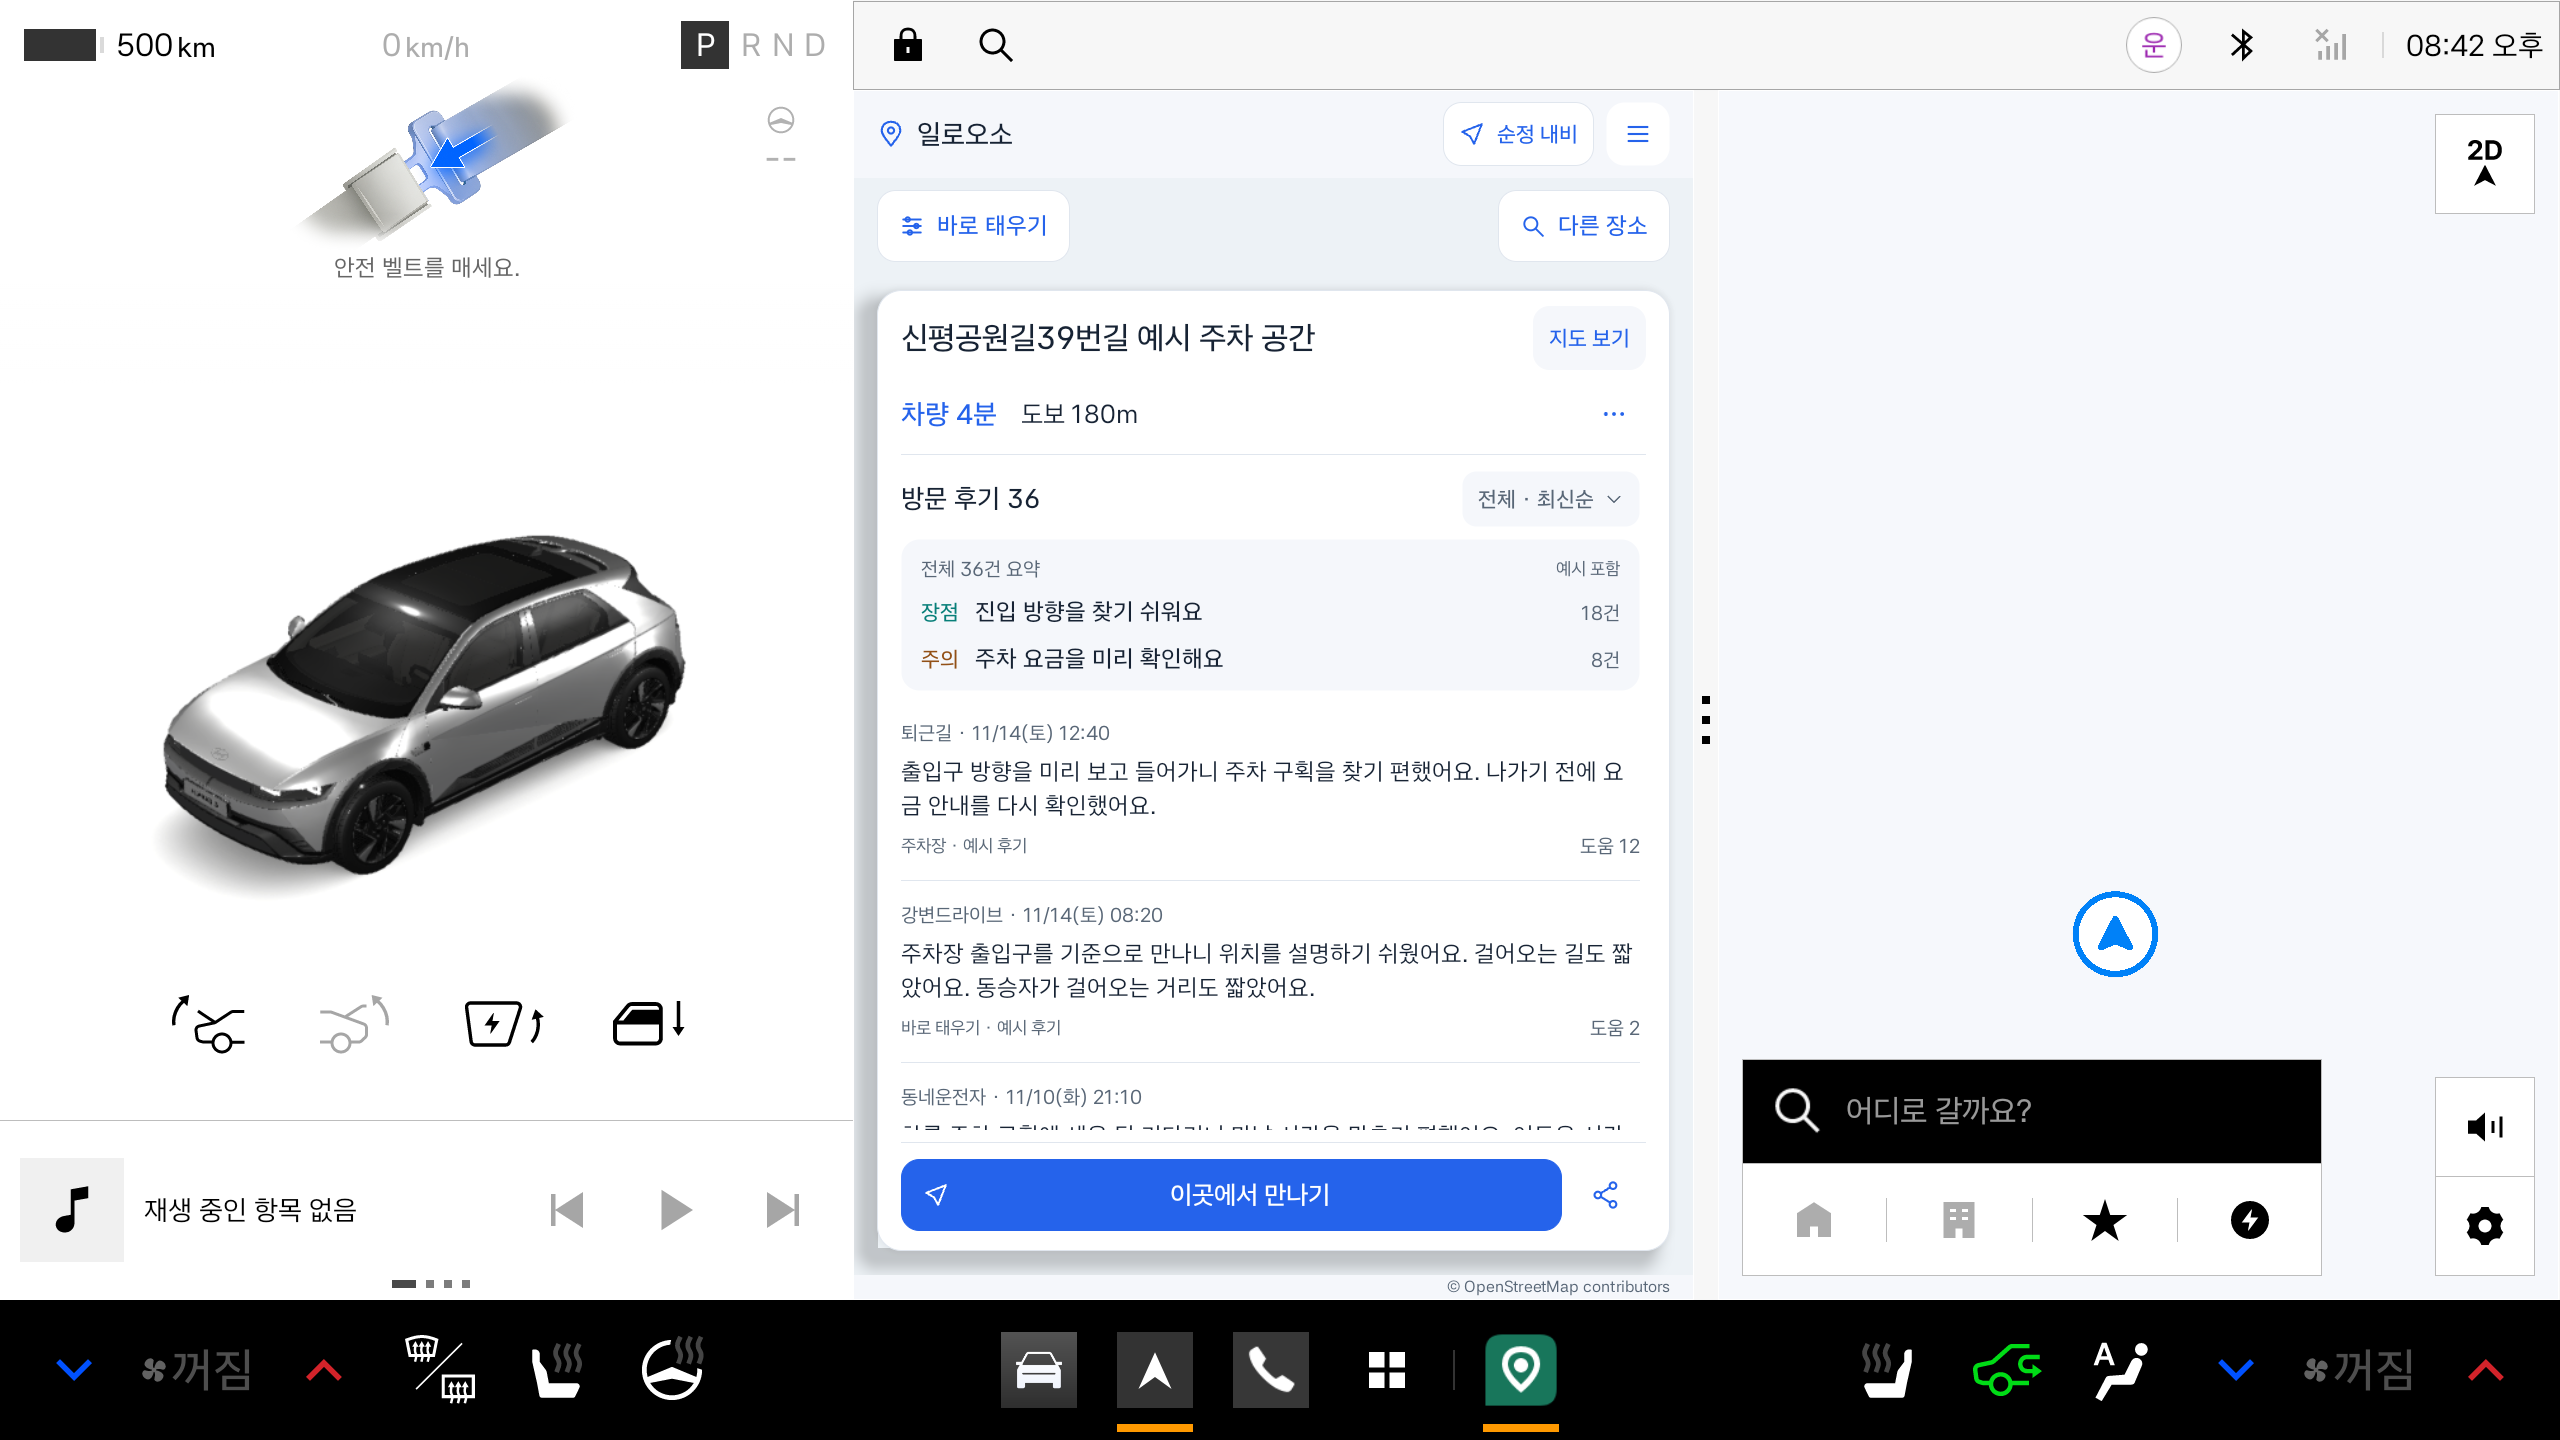 500 km
0 km/h
P R N D
운
08:42 오후
안전 벨트를 매세요.
재생 중인 항목 없음
일로오소
순정 내비
바로 태우기
다른 장소
신평공원길39번길 예시 주차 공간
지도 보기
차량 4분 도보 180m
방문 후기 36
전체 · 최신순
전체 36건 요약
예시 포함
장점 진입 방향을 찾기 쉬워요 18건
주의 주차 요금을 미리 확인해요 8건
퇴근길 · 11/14(토) 12:40
출입구 방향을 미리 보고 들어가니 주차 구획을 찾기 편했어요. 나가기 전에 요
금 안내를 다시 확인했어요.
주차장 · 예시 후기
도움 12
강변드라이브 · 11/14(토) 08:20
주차장 출입구를 기준으로 만나니 위치를 설명하기 쉬웠어요. 걸어오는 길도 짧
았어요. 동승자가 걸어오는 거리도 짧았어요.
바로 태우기 · 예시 후기
도움 2
동네운전자 · 11/10(화) 21:10
이곳에서 만나기
© OpenStreetMap contributors
2D
어디로 갈까요?
꺼짐
A
꺼짐